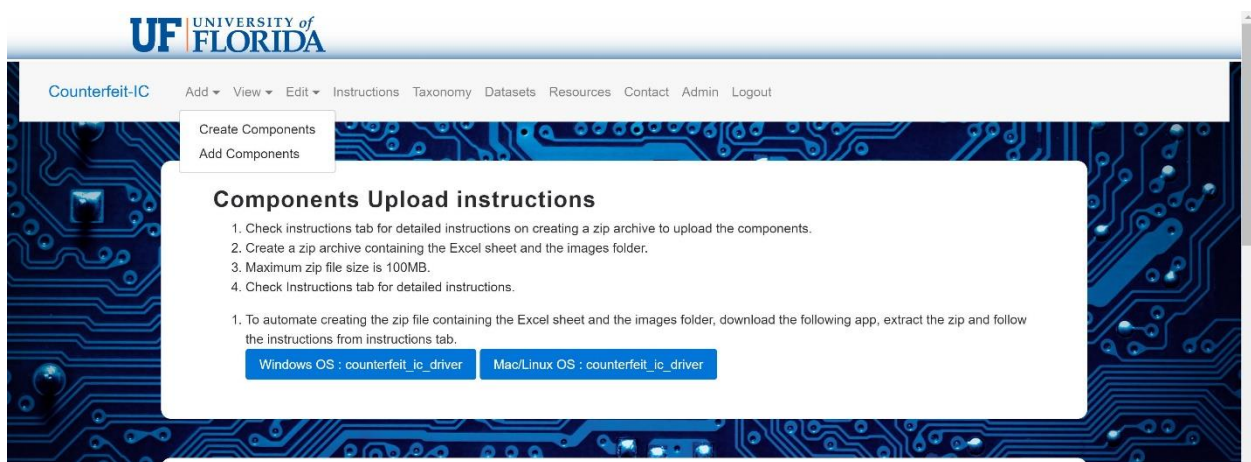 UF UNIVERSITY of
FLORIDA
Counterfeit-IC Add View Edit Instructions Taxonomy Datasets Resources Contact Admin Logout
Create Components
Add Components
Components Upload instructions
1. Check instructions tab for detailed instructions on creating a zip archive to upload the components.
2. Create a zip archive containing the Excel sheet and the images folder.
3. Maximum zip file size is 100MB.
4. Check Instructions tab for detailed instructions.
1. To automate creating the zip file containing the Excel sheet and the images folder, download the following app, extract the zip and follow
the instructions from instructions tab.
Windows OS : counterfeit_ic_driver Mac/Linux OS : counterfeit_ic_driver